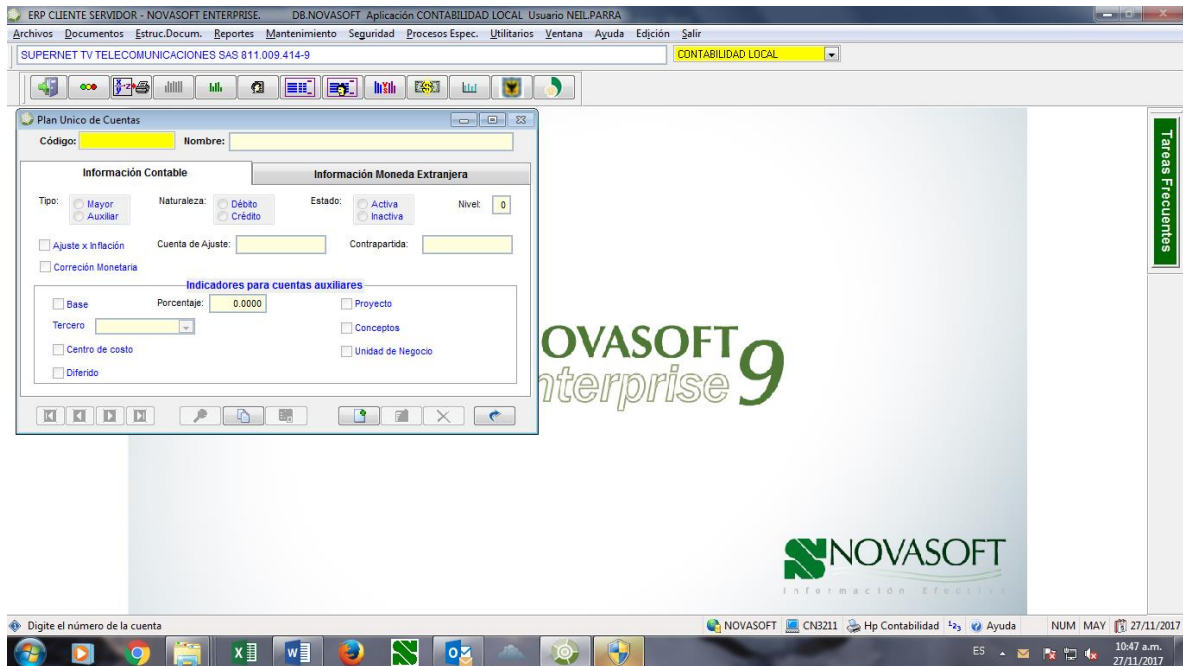 ERP CLIENTE SERVIDOR - NOVASOFT ENTERPRISE. DB.NOVASOFT Aplicación CONTABILIDAD LOCAL Usuario NEIL.PARRA
Archivos Documentos Estruc.Docum. Reportes Mantenimiento Seguridad Procesos Espec. Utilitarios Ventana Ayuda Edición Salir
SUPERNET TV TELECOMUNICACIONES SAS 811.009.414-9 CONTABILIDAD LOCAL
Plan Unico de Cuentas
Código: Nombre:
Información Contable Información Moneda Extranjera
Tipo: Mayor Naturaleza: Débito Estado: Activa Nivel: 0
Auxiliar Crédito Inactiva
Ajuste x Inflación Cuenta de Ajuste: Contrapartida:
Correción Monetaria
Indicadores para cuentas auxiliares
Base Porcentaje: 0.0000 Proyecto
Tercero Conceptos
Centro de costo Unidad de Negocio
Diferido
Tareas Frecuentes
OVASOFT 9
nterprise
NOVASOFT
Información Efectiv
Digite el número de la cuenta NOVASOFT CN3211 Hp Contabilidad 123 Ayuda NUM MAY 27/11/2017
ES 10:47 a.m.
27/11/2017